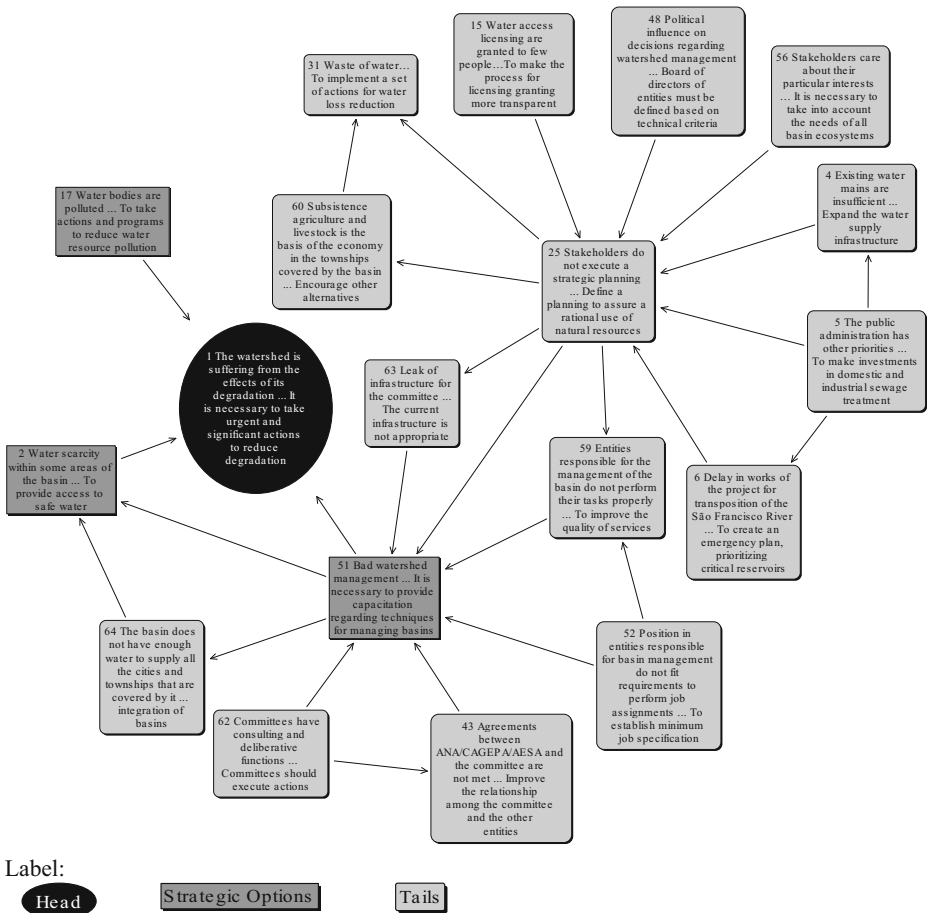 15 Water access
licensing are
granted to few
people…To make the
process for
licensing granting
more transparent
48 Political
influence on
decisions regarding
watershed management
... Board of
directors of
entities must be
defined based on
technical criteria
31 Waste of water…
To implement a set
of actions for water
loss reduction
56 Stakeholders care
about their
particular interests
... It is necessary to
take into account
the needs of all
basin ecosystems
17 Water bodies are
polluted ... To take
actions and programs
to reduce water
resource pollution
60 Subsistence
agriculture and
livestock is the
basis of the economy
in the townships
covered by the basin
... Encourage other
alternatives
4 Existing water
mains are
insufficient ...
Expand the water
supply
infrastructure
25 Stakeholders do
not execute a
strategic planning
... Define a
planning to assure a
rational use of
natural resources
5 The public
administration has
other priorities ...
To make investments
in domestic and
industrial sewage
treatment
1 The watershed is
suffering from the
effects of its
degradation ... It
is necessary to take
urgent and
significant actions
to reduce
degradation
63 Leak of
infrastructure for
the committee ...
The current
infrastructure is
not appropriate
2 Water scarcity
within some areas of
the basin ... To
provide access to
safe water
59 Entities
responsible for the
management of the
basin do not perform
their tasks properly
... To improve the
quality of services
6 Delay in works of
the project for
transposition of the
São Francisco River
... To create an
emergency plan,
prioritizing
critical reservoirs
51 Bad watershed
management ... It is
necessary to provide
capacitation
regarding techniques
for managing basins
64 The basin does
not have enough
water to supply all
the cities and
townships that are
covered by it ...
integration of
basins
52 Position in
entities responsible
for basin management
do not fit
requirements to
perform job
assignments ... To
establish minimum
job specification
62 Committees have
consulting and
deliberative
functions ...
Committees should
execute actions
43 Agreements
between
ANA/CAGEPA/AESA and
the committee are
not met ... Improve
the relationship
among the committee
and the other
entities
Label:
Head
Strategic Options
Tails